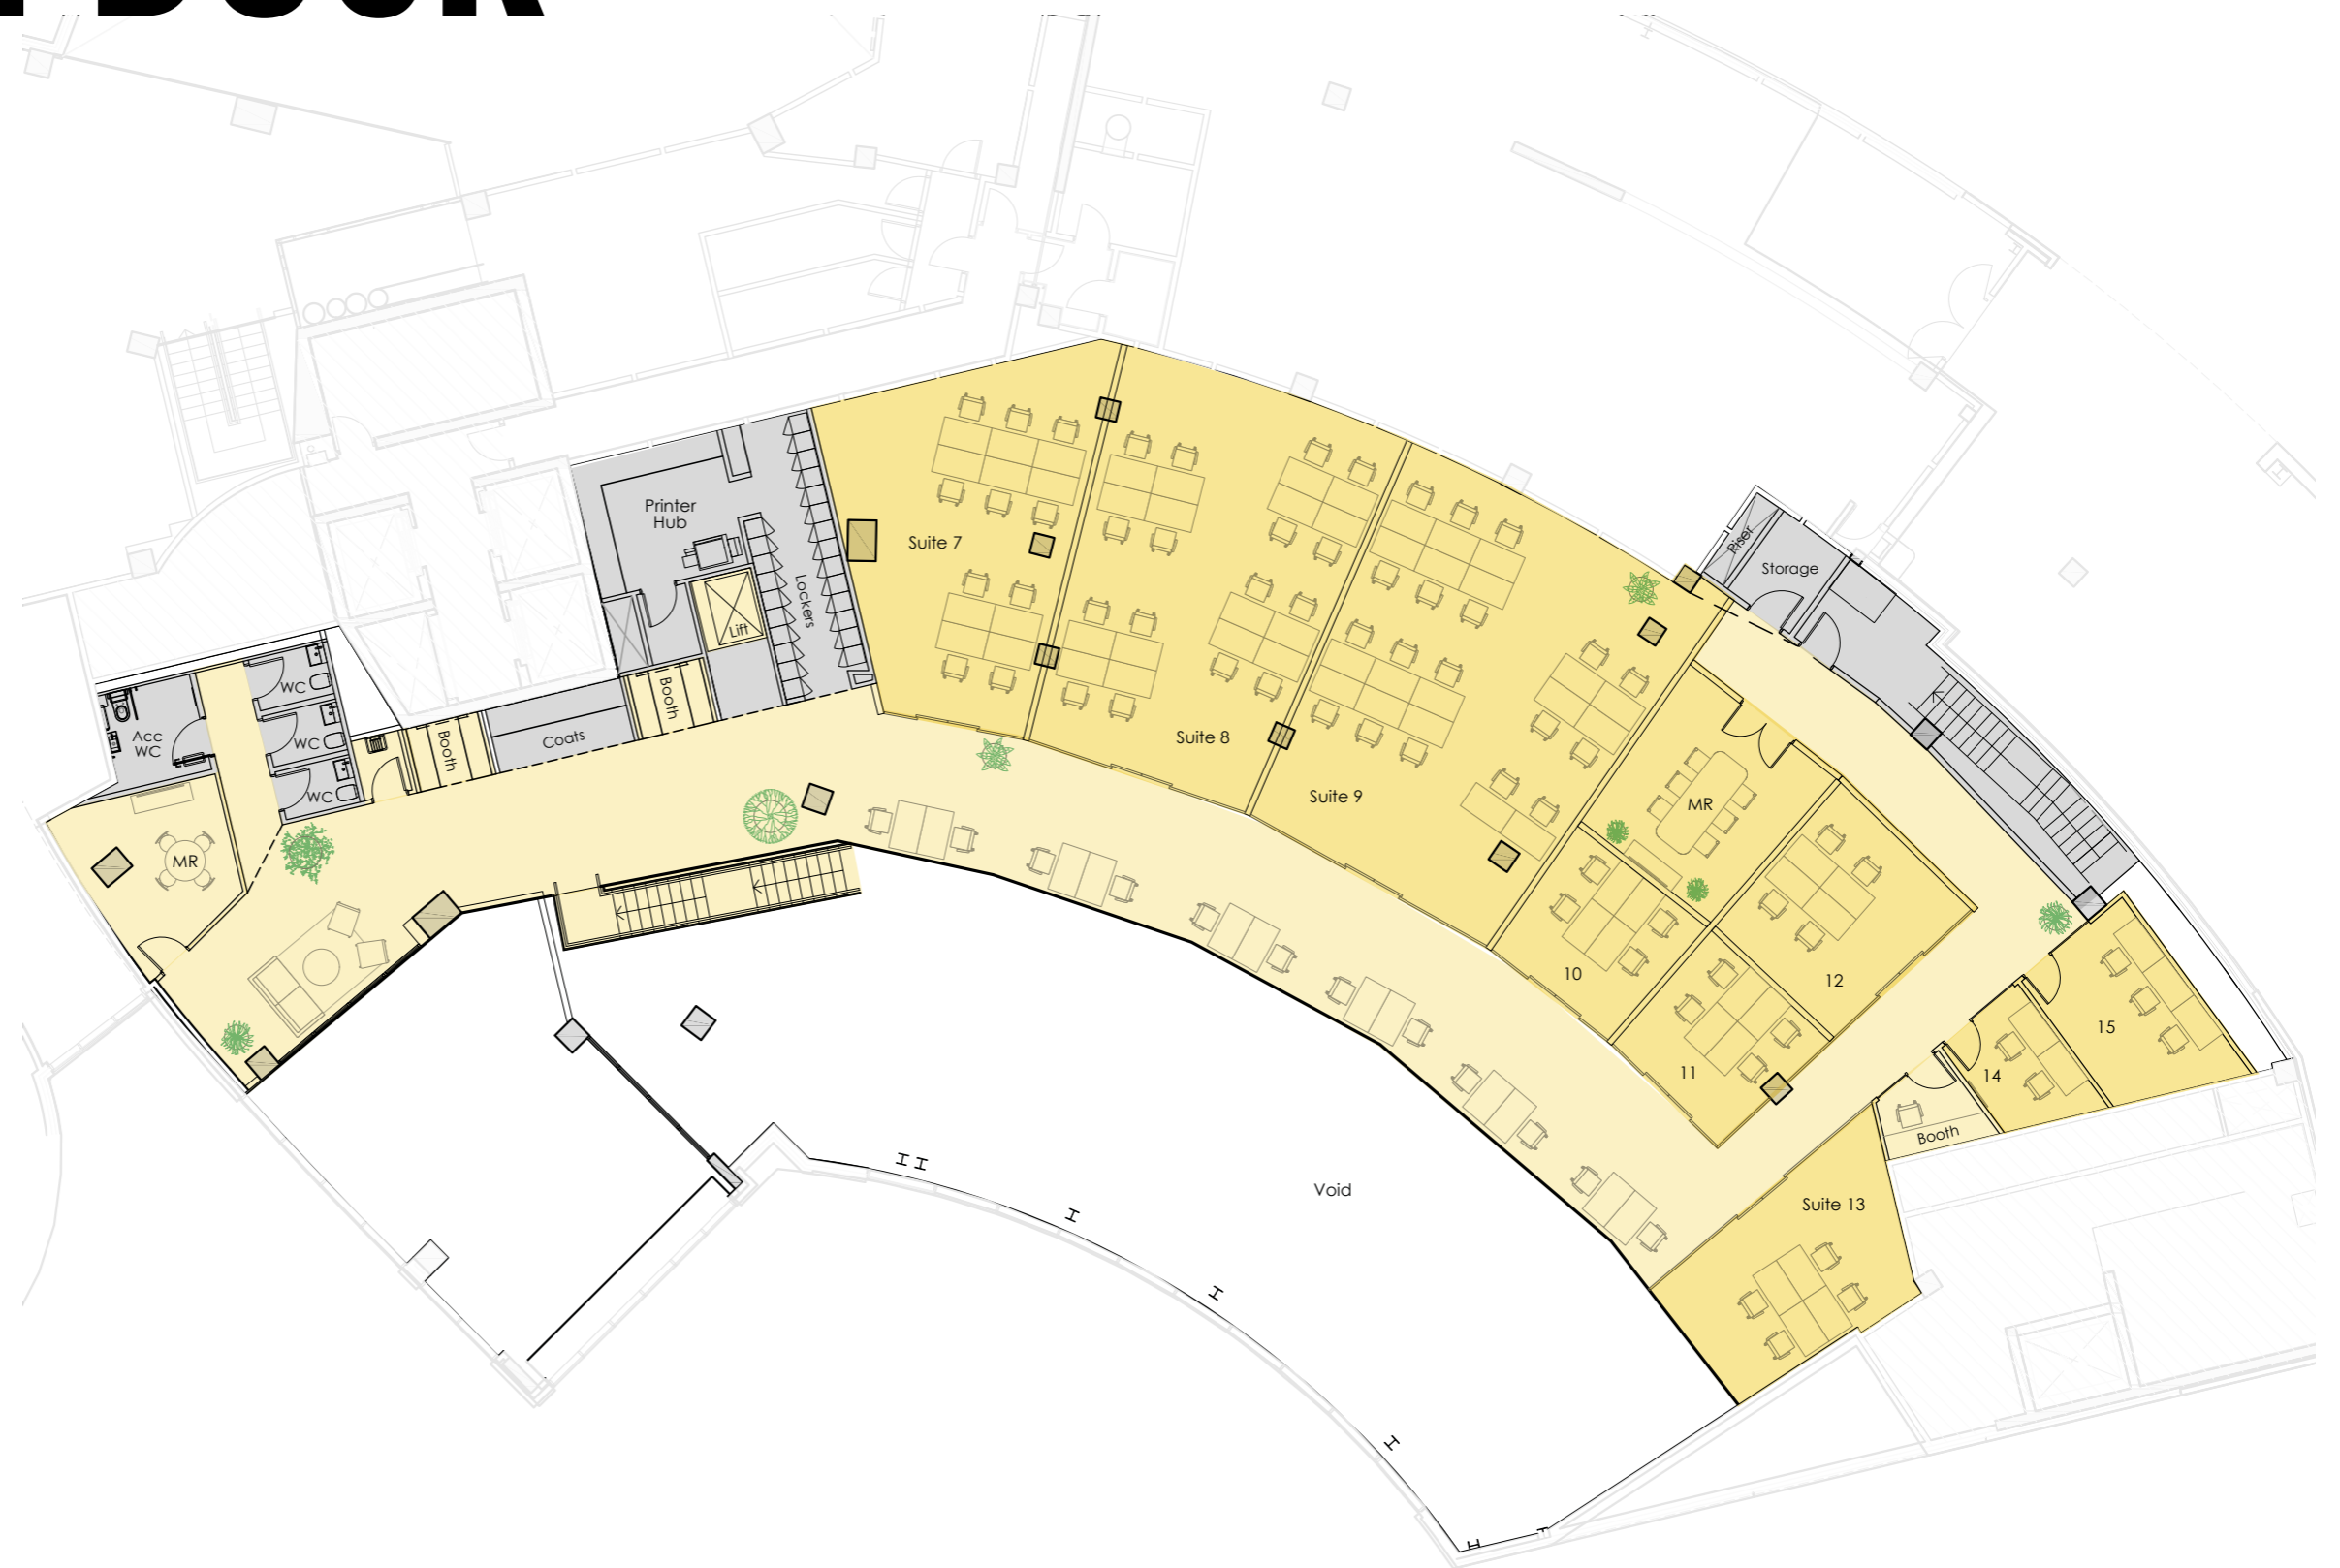 DOOR
Printer
Hub
Lockers
Lift
Suite 7
Suite 8
Suite 9
Riser
Storage
WC
WC
WC
Acc
WC
Booth
Coats
Booth
MR
MR
10
11
12
14
15
Booth
Suite 13
Void